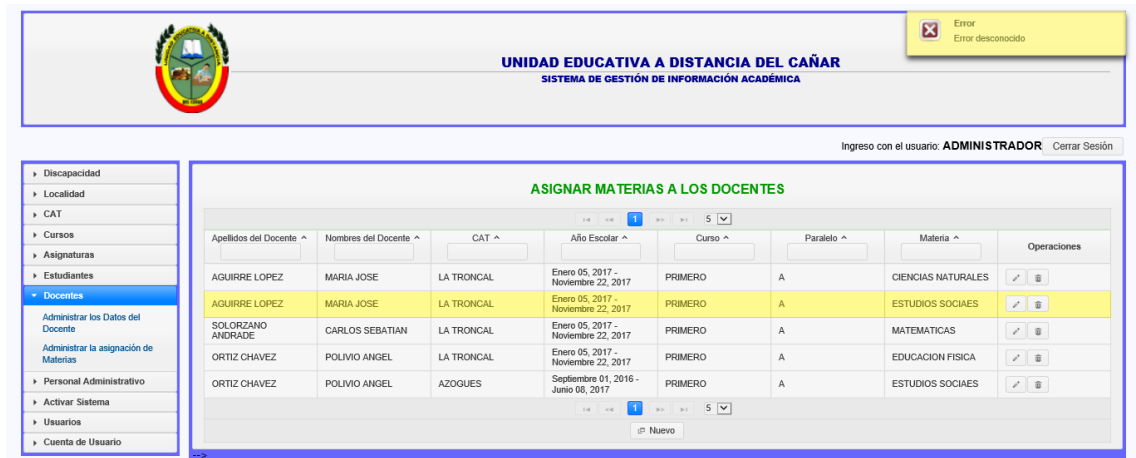 Error
Error desconocido
UNIDAD EDUCATIVA A DISTANCIA DEL CAÑAR
SISTEMA DE GESTIÓN DE INFORMACIÓN ACADÉMICA
Ingreso con el usuario: ADMINISTRADOR Cerrar Sesión
Discapacidad
Localidad
CAT
Cursos
Asignaturas
Estudiantes
Docentes
Administrar los Datos del
Docente
Administrar la asignación de
Materias
Personal Administrativo
Activar Sistema
Usuarios
Cuenta de Usuario
ASIGNAR MATERIAS A LOS DOCENTES
1 5
Apellidos del Docente Nombres del Docente CAT Año Escolar Curso Paralelo Materia Operaciones
AGUIRRE LOPEZ MARIA JOSE LA TRONCAL Enero 05, 2017 - Noviembre 22, 2017 PRIMERO A CIENCIAS NATURALES
AGUIRRE LOPEZ MARIA JOSE LA TRONCAL Enero 05, 2017 - Noviembre 22, 2017 PRIMERO A ESTUDIOS SOCIAES
SOLORZANO ANDRADE CARLOS SEBATIAN LA TRONCAL Enero 05, 2017 - Noviembre 22, 2017 PRIMERO A MATEMATICAS
ORTIZ CHAVEZ POLIVIO ANGEL LA TRONCAL Enero 05, 2017 - Noviembre 22, 2017 PRIMERO A EDUCACION FISICA
ORTIZ CHAVEZ POLIVIO ANGEL AZOGUES Septiembre 01, 2016 - Junio 08, 2017 PRIMERO A ESTUDIOS SOCIAES
1 5
Nuevo
-->